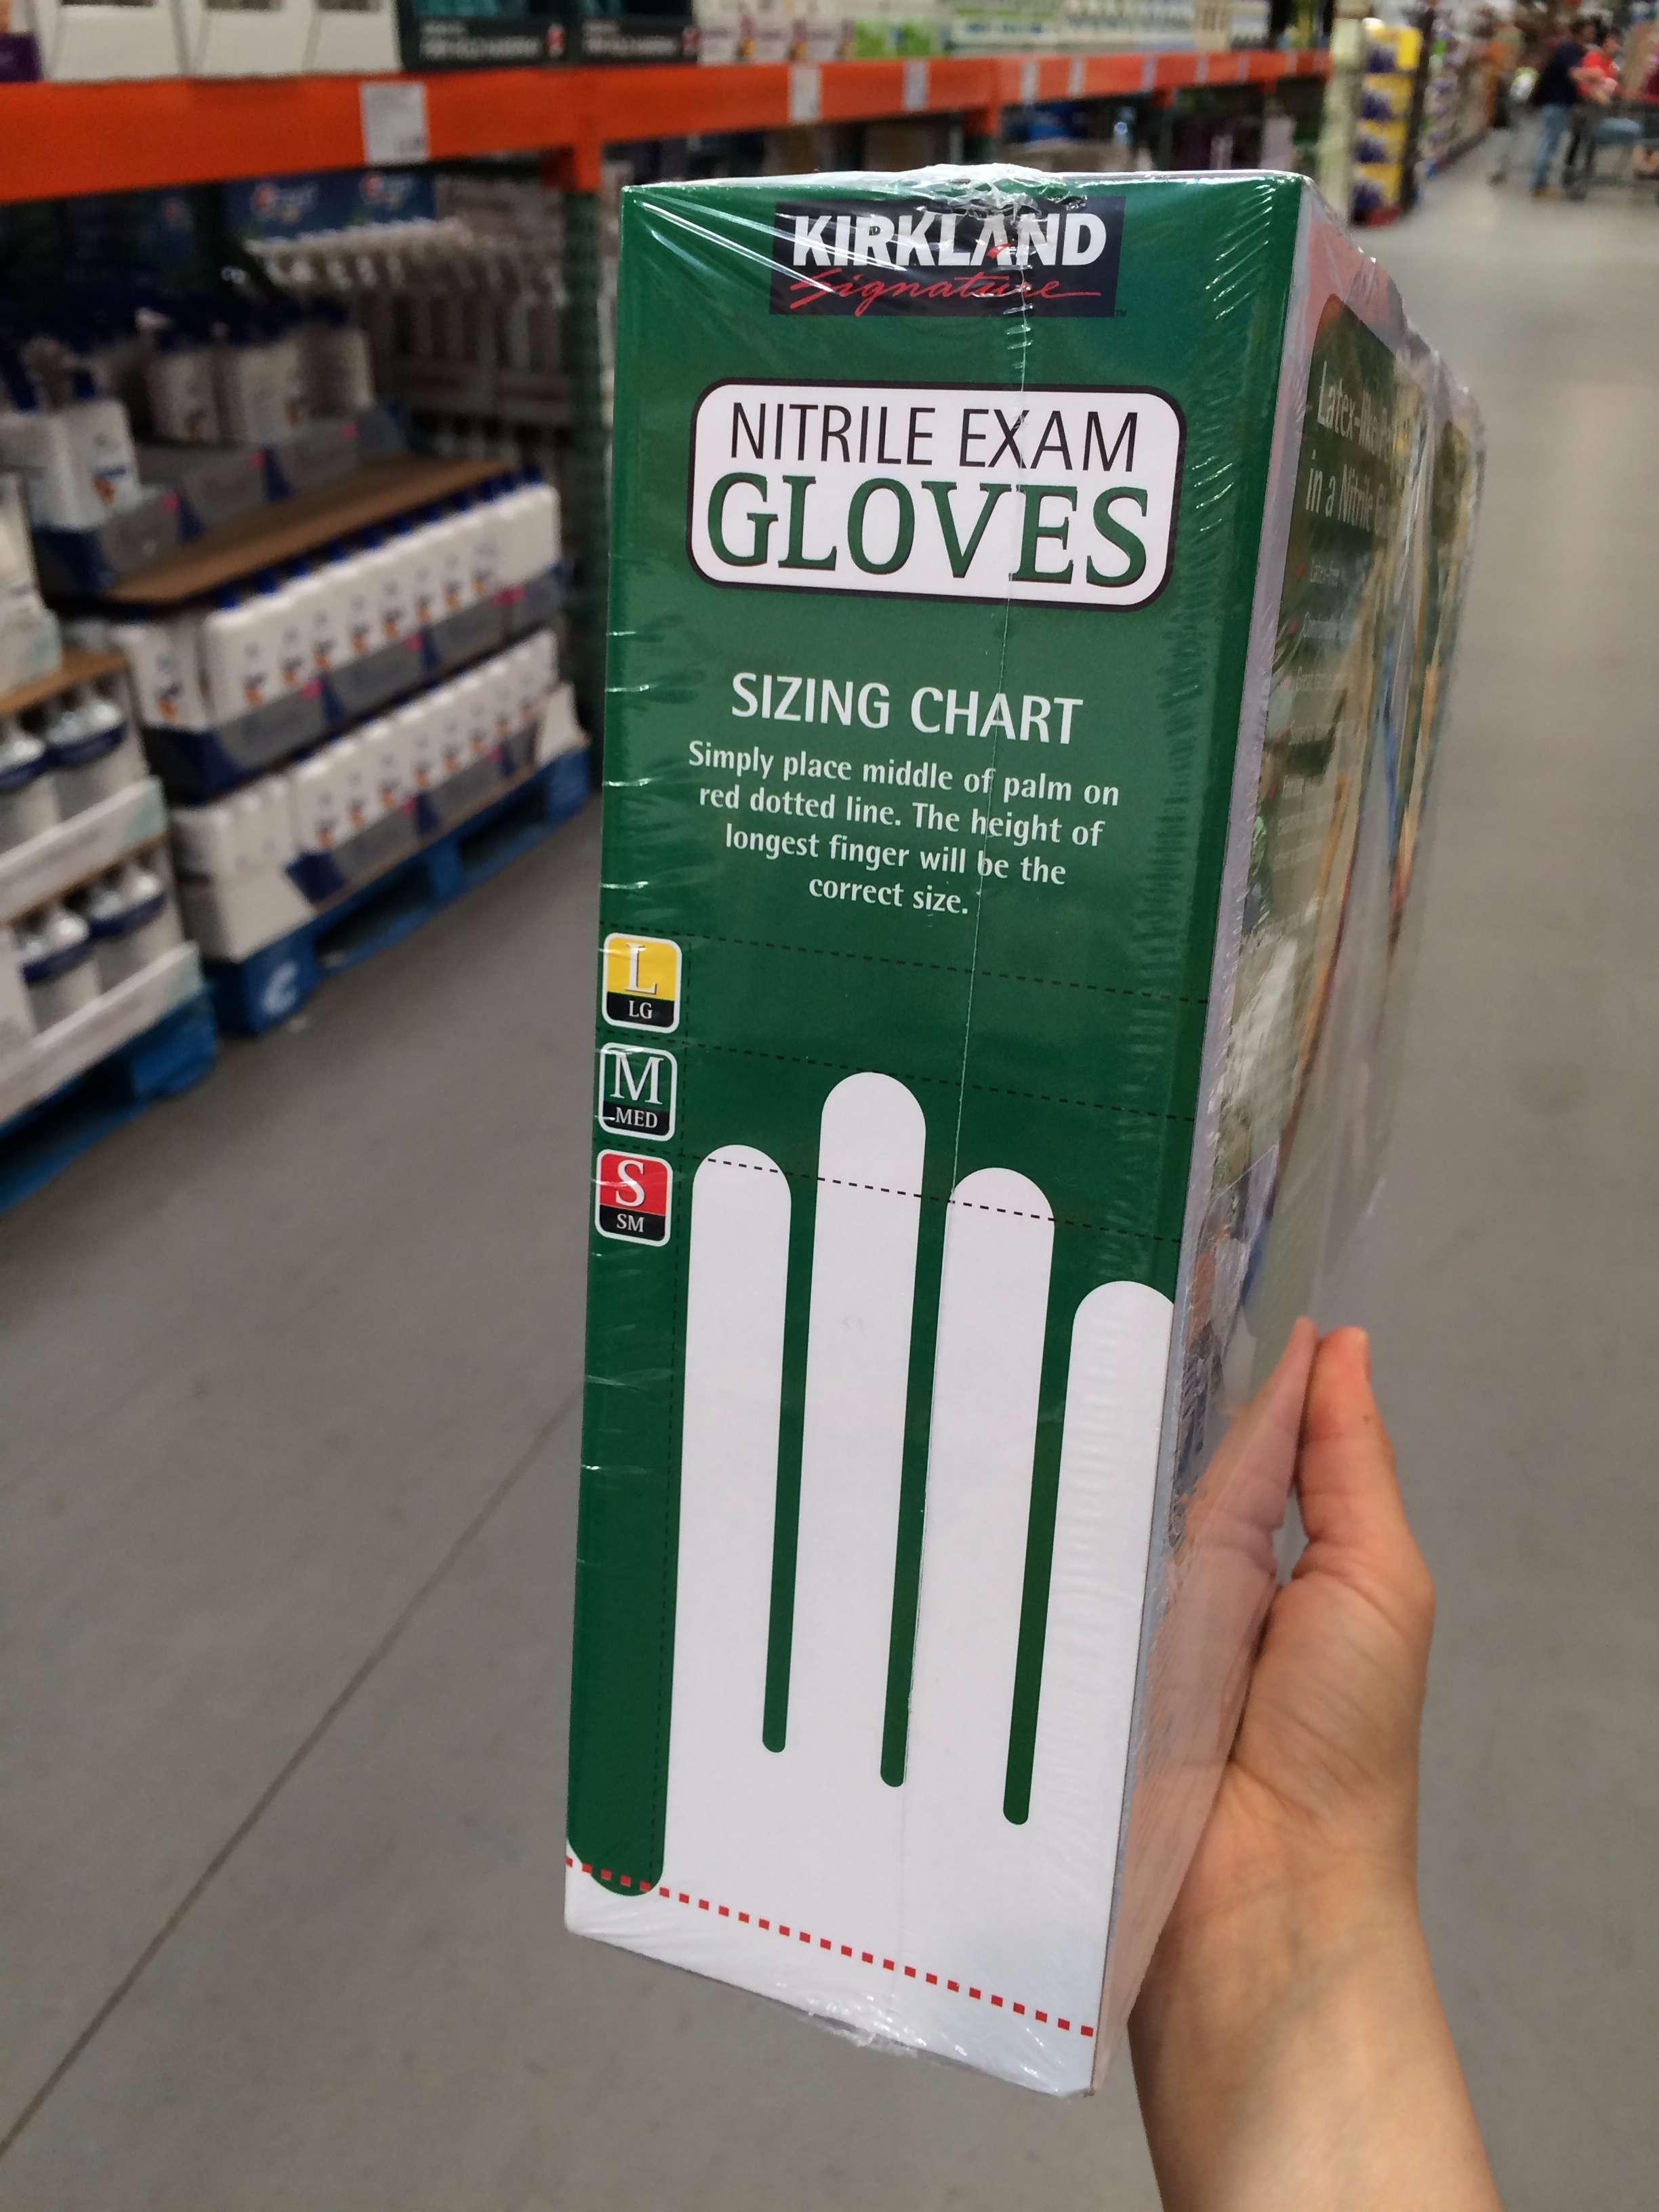 KIRKLAND
Signature
NITRILE EXAM
GLOVES
SIZING CHART
Simply place middle of palm on
red dotted line. The height of
longest finger will be the
correct size.
L
LG
M
MED
S
SM
in a Nitrile